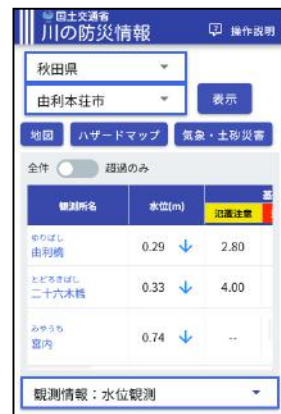 国土交通省
川の防災情報
操作説明
秋田県
由利本荘市
表示
地図
ハザードマップ
気象・土砂災害
全件
超過のみ
観測所名
水位(m)
基
氾濫注意
ゆりばし
由利橋
0.29
2.80
とどろきばし
二十六木橋
0.33
4.00
みやうち
宮内
0.74
--
観測情報:水位観測